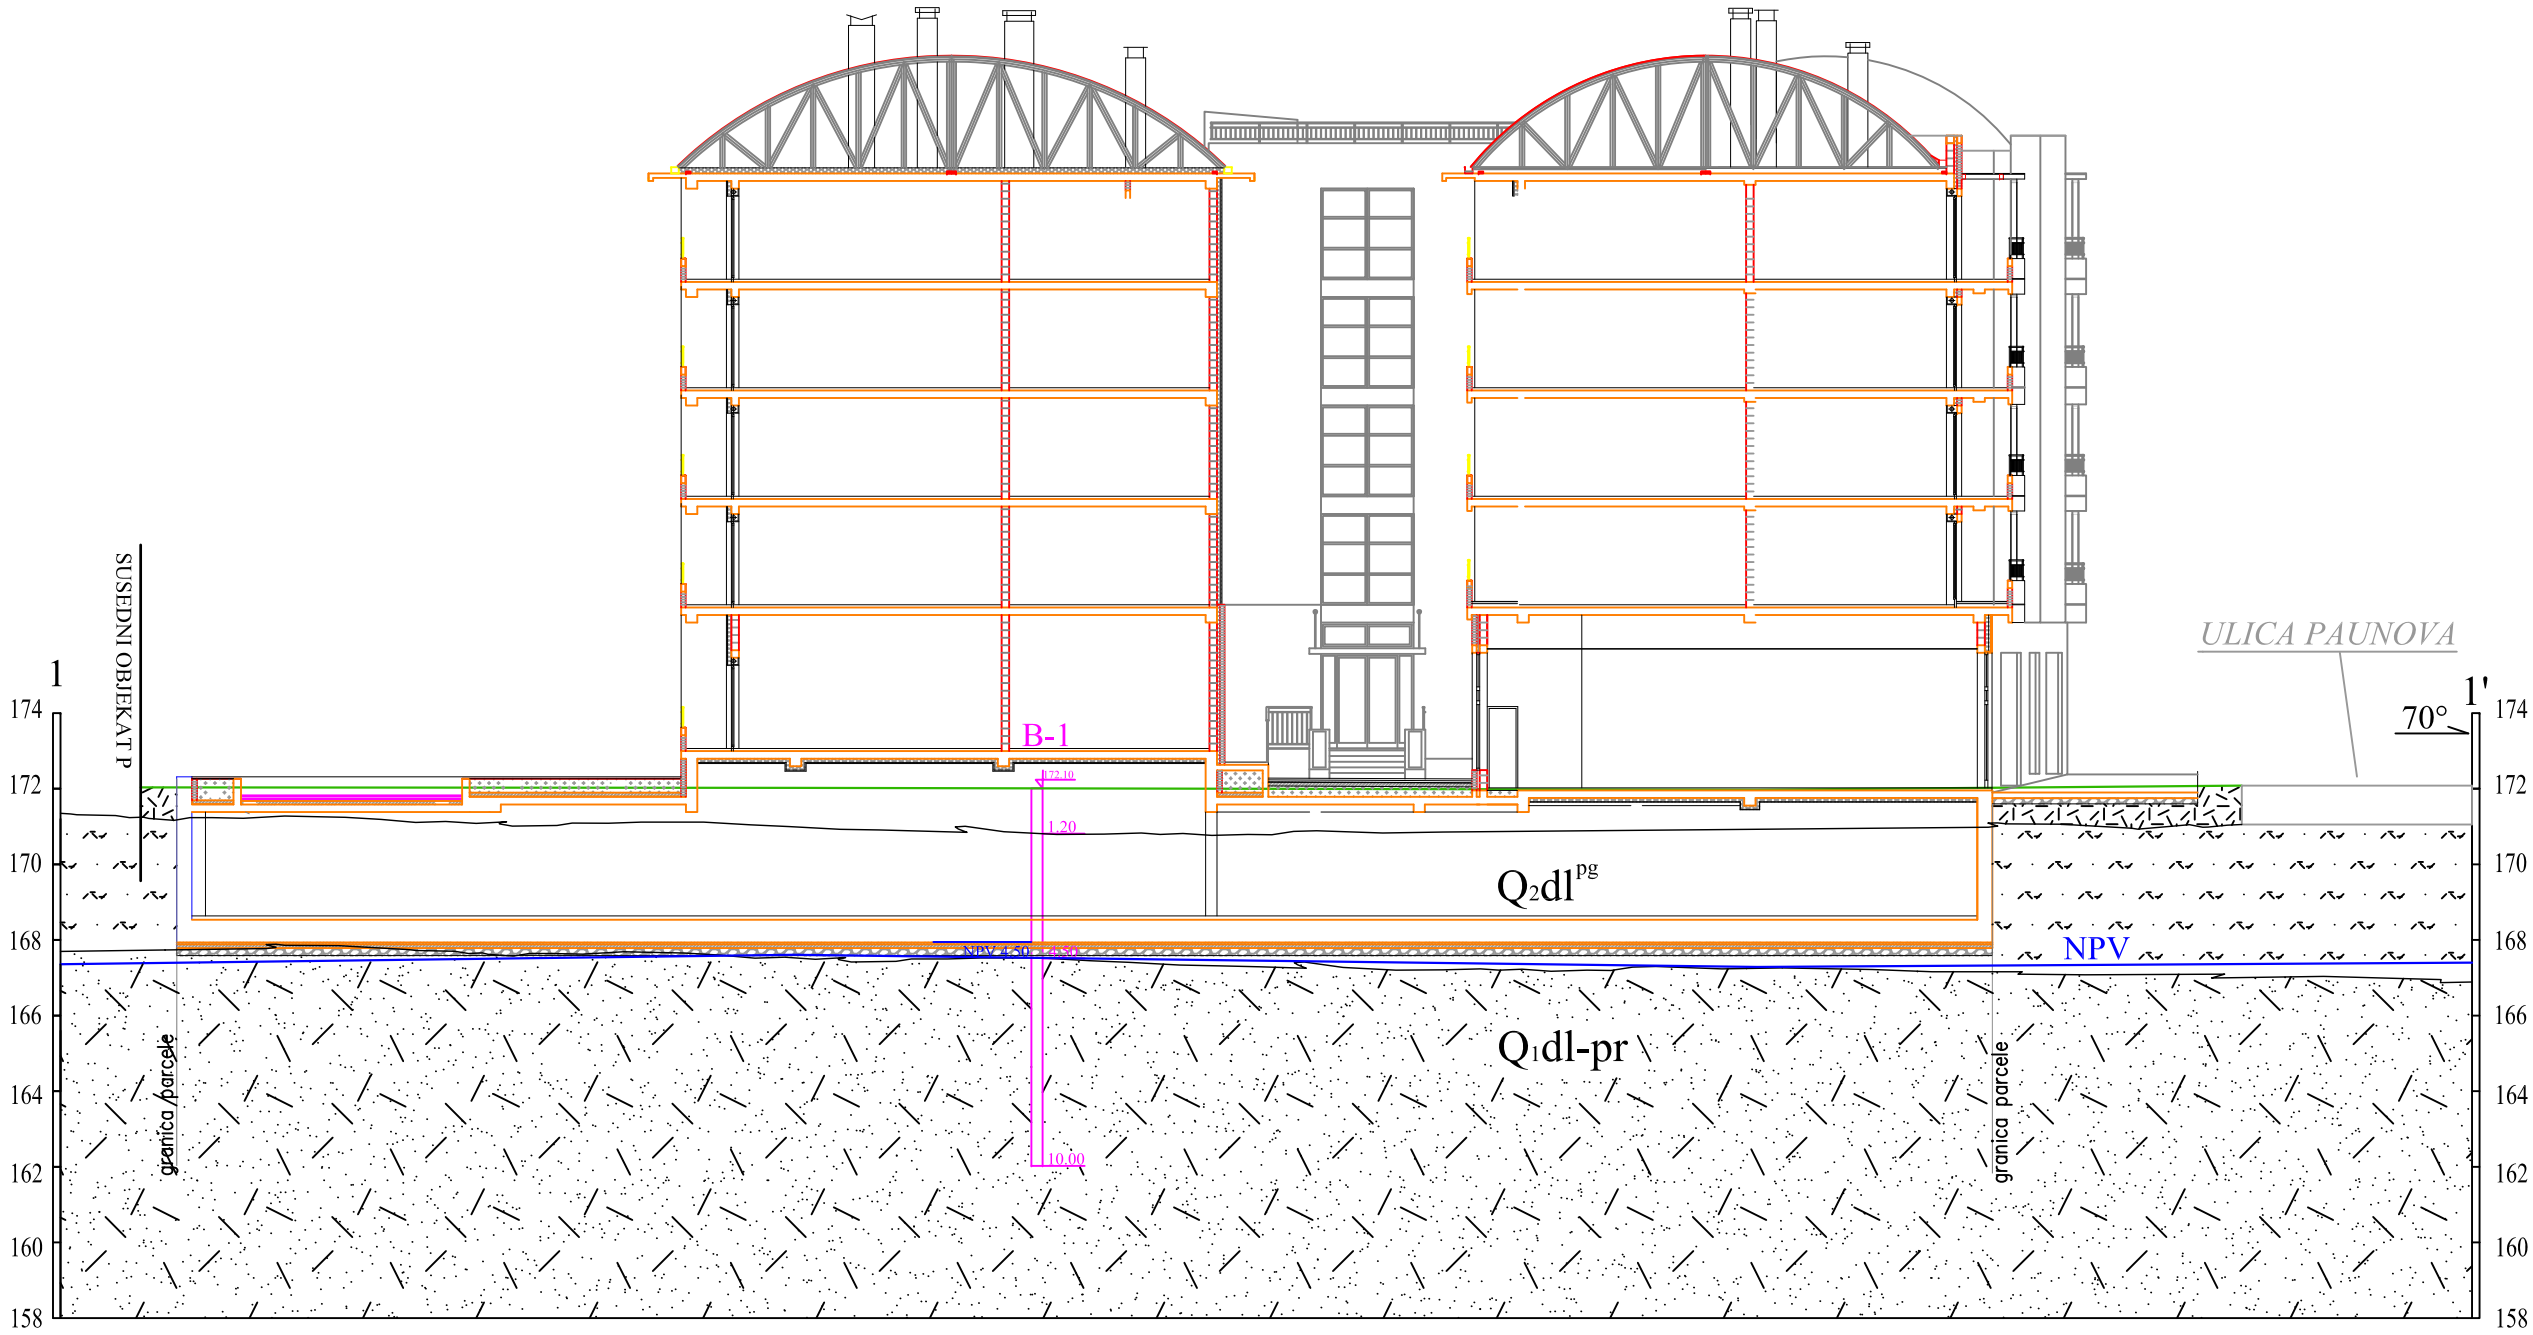 SUSEDNI OBJEKAT P
ULICA PAUNOVA
1
1'
70°
174
172
170
168
166
164
162
160
158
174
172
170
168
166
164
162
160
158
B-1
172.10
1.20
NPV 4.50
4.50
10.00
Q₂dl^pg
NPV
Q₁dl-pr
granica parcele
granica parcele